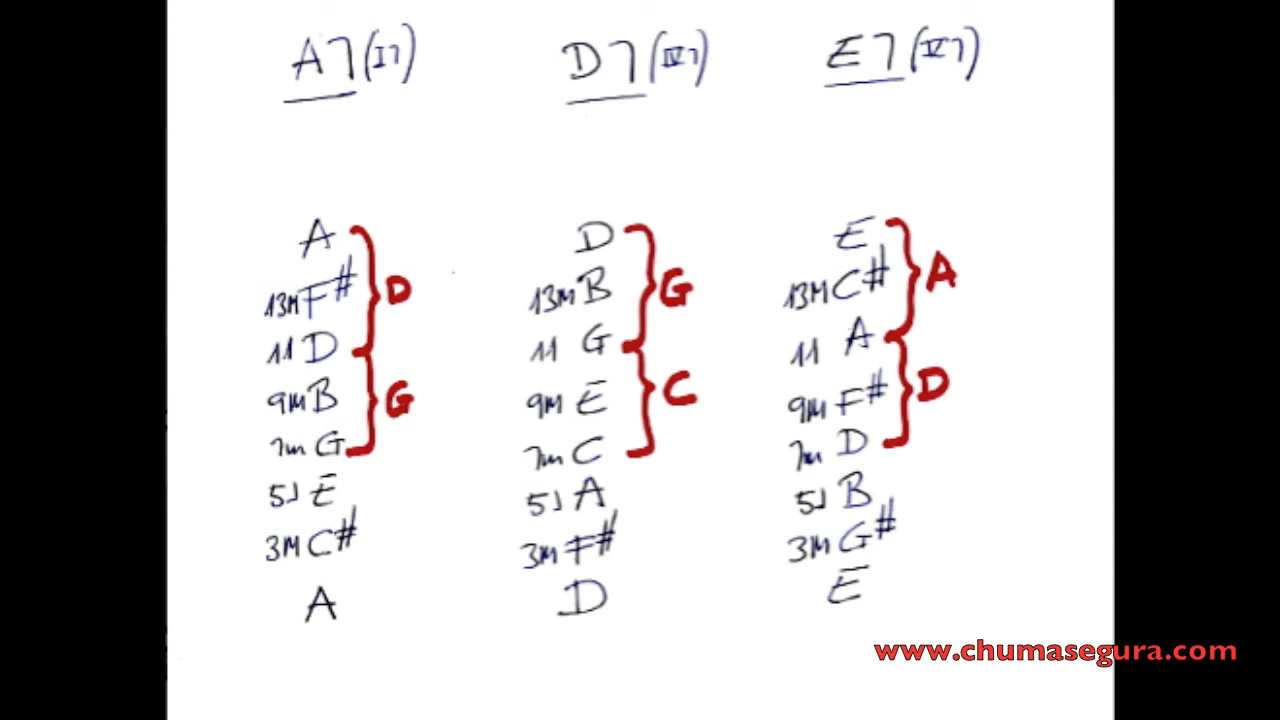 A7 (I7) D7 (IV7) E7 (V7)
A D E
13M F# 13M B 13M C#
D G A
11 D 11 G 11 A
9M B 9M E 9M F#
G C D
7m G 7m C 7m D
5J E 5J A 5J B
3M C# 3M F# 3M G#
A D E
www.chumasegura.com